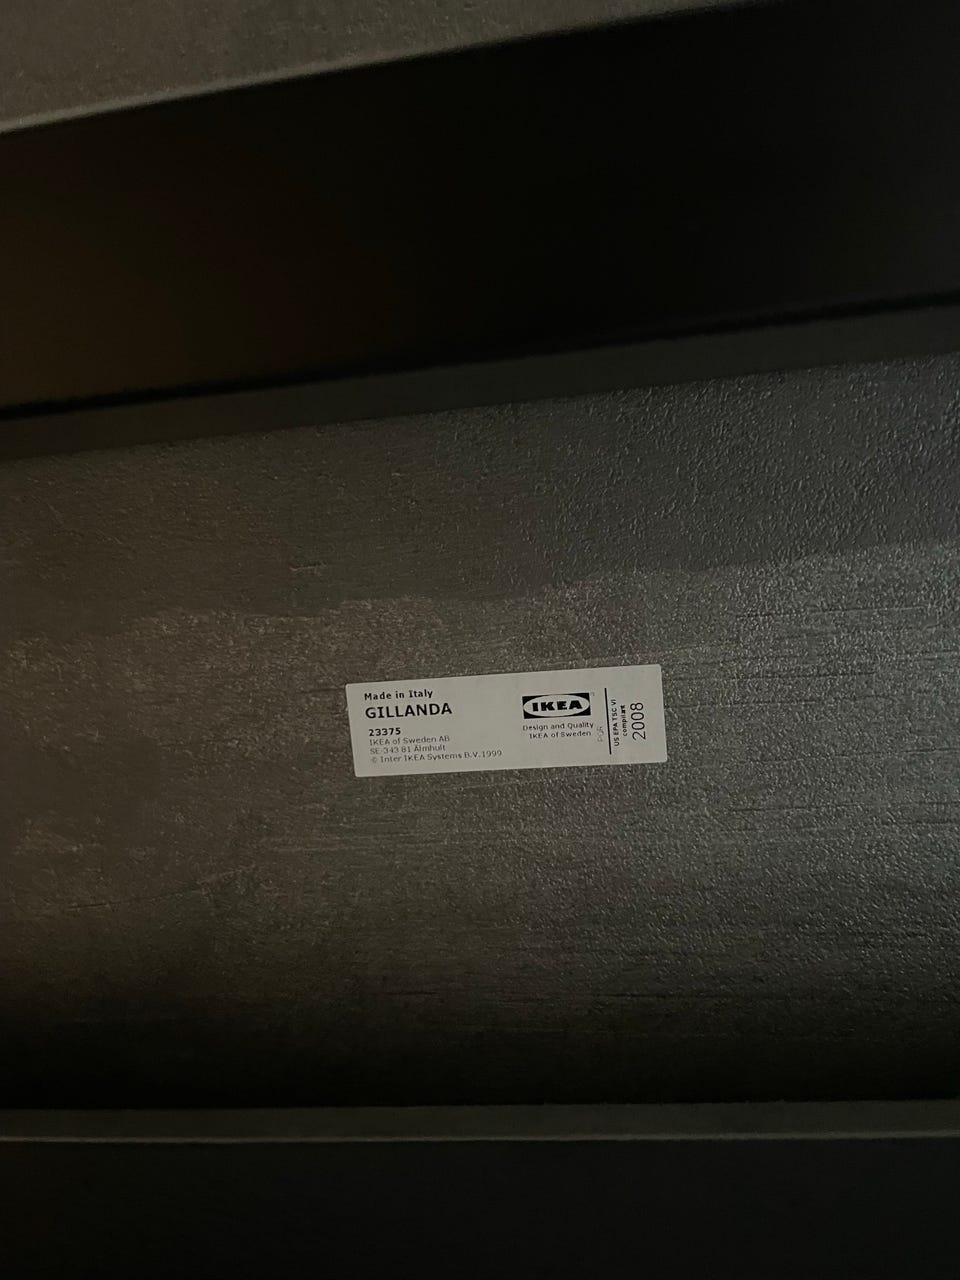 Made in Italy
GILLANDA
23375
IKEA of Sweden AB
SE-343 81 Älmhult
© Inter IKEA Systems B.V. 1999
IKEA
Design and Quality
IKEA of Sweden
US EPA TSC VI
compliant
2008